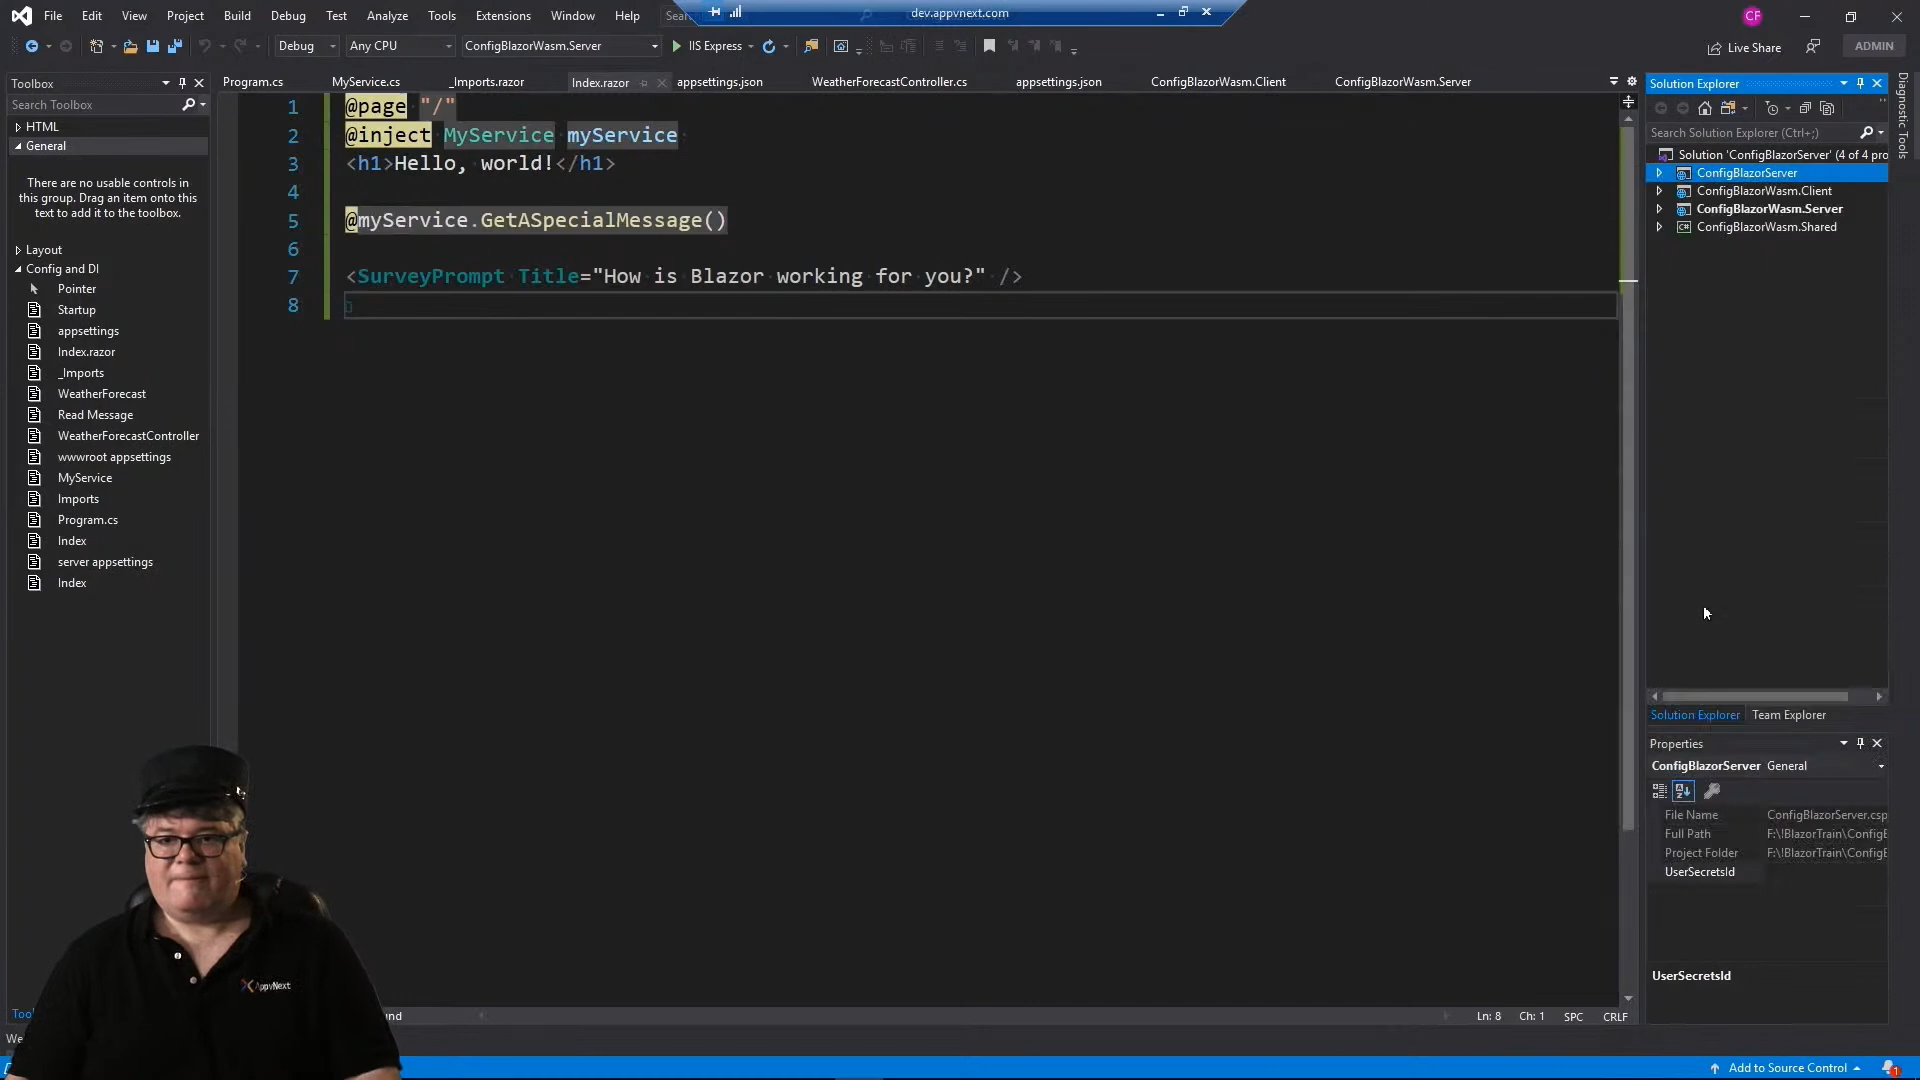 File Edit View Project Build Debug Test Analyze Tools Extensions Window Help
dev.appvnext.com
CF
Debug Any CPU ConfigBlazorWasm.Server IIS Express
Live Share ADMIN
Toolbox
Search Toolbox
HTML
General
There are no usable controls in
this group. Drag an item onto this
text to add it to the toolbox.
Layout
Config and DI
Pointer
Startup
appsettings
Index.razor
_Imports
WeatherForecast
Read Message
WeatherForecastController
wwwroot appsettings
MyService
Imports
Program.cs
Index
server appsettings
Index
Program.cs MyService.cs _Imports.razor Index.razor appsettings.json WeatherForecastController.cs appsettings.json ConfigBlazorWasm.Client ConfigBlazorWasm.Server
1 @page "/"
2 @inject MyService myService
3 <h1>Hello, world!</h1>
4
5 @myService.GetASpecialMessage()
6
7 <SurveyPrompt Title="How is Blazor working for you?" />
8
AppvNext
Ln: 8 Ch: 1 SPC CRLF
Solution Explorer
Search Solution Explorer (Ctrl+;)
Solution 'ConfigBlazorServer' (4 of 4 pro
ConfigBlazorServer
ConfigBlazorWasm.Client
ConfigBlazorWasm.Server
ConfigBlazorWasm.Shared
Solution Explorer Team Explorer
Properties
ConfigBlazorServer General
File Name ConfigBlazorServer.csp
Full Path F:\!BlazorTrain\ConfigB
Project Folder F:\!BlazorTrain\ConfigB
UserSecretsId
UserSecretsId
Diagnostic Tools
Add to Source Control
1